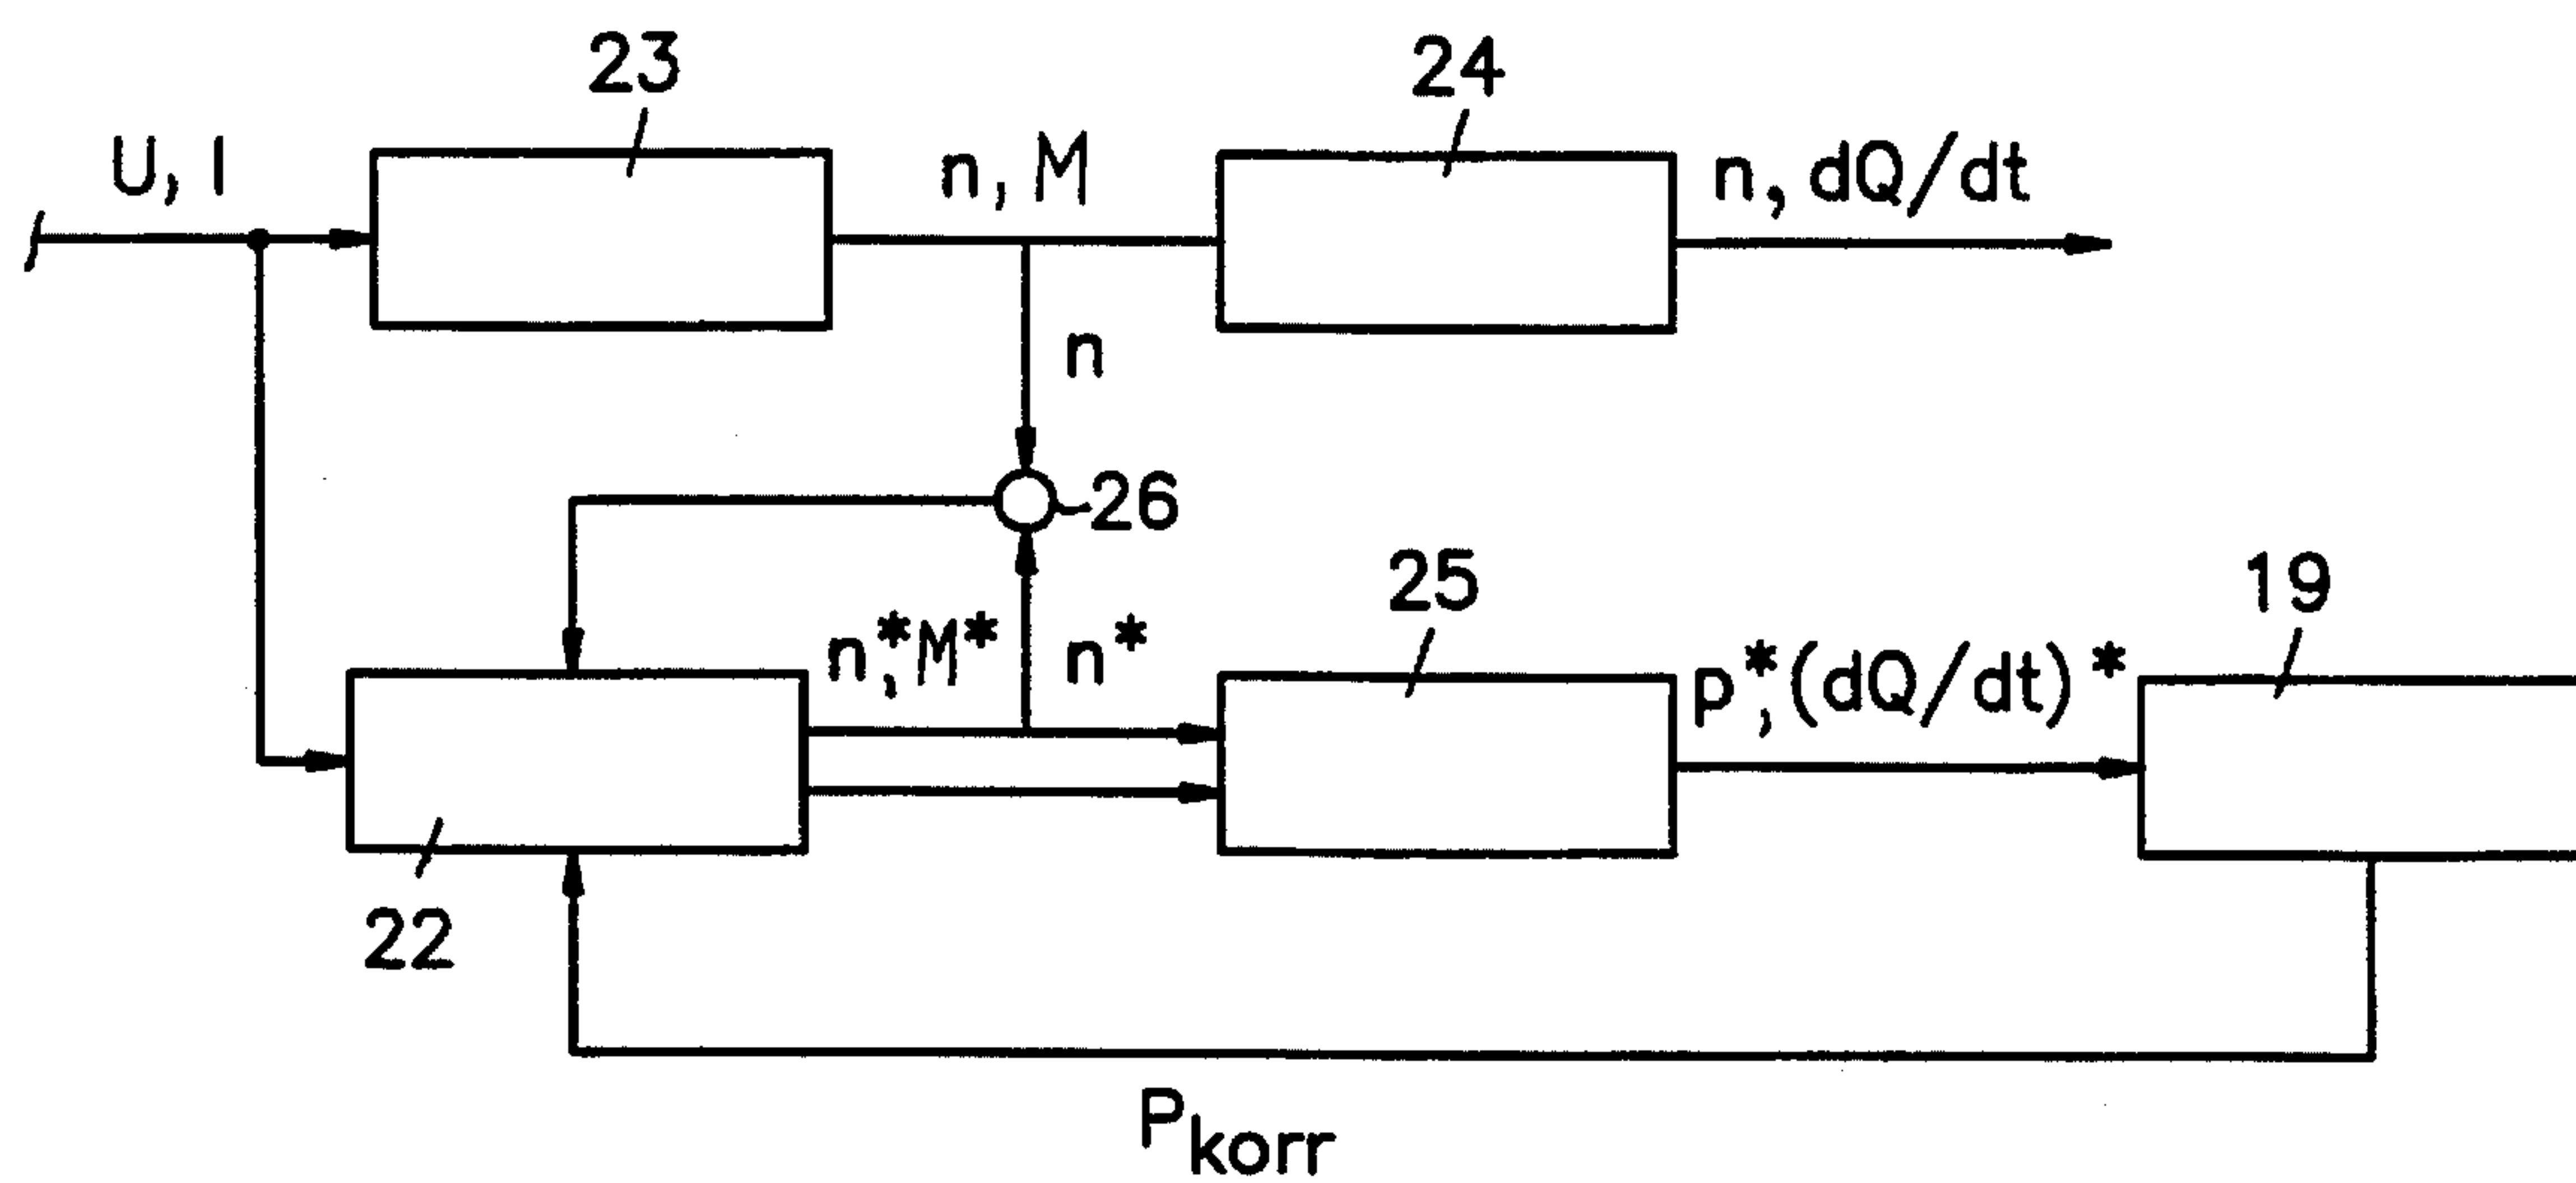 23
24
U, I
n, M
n, dQ/dt
n
26
25
19
n*, M*
n*
p*, (dQ/dt)*
22
Pkorr